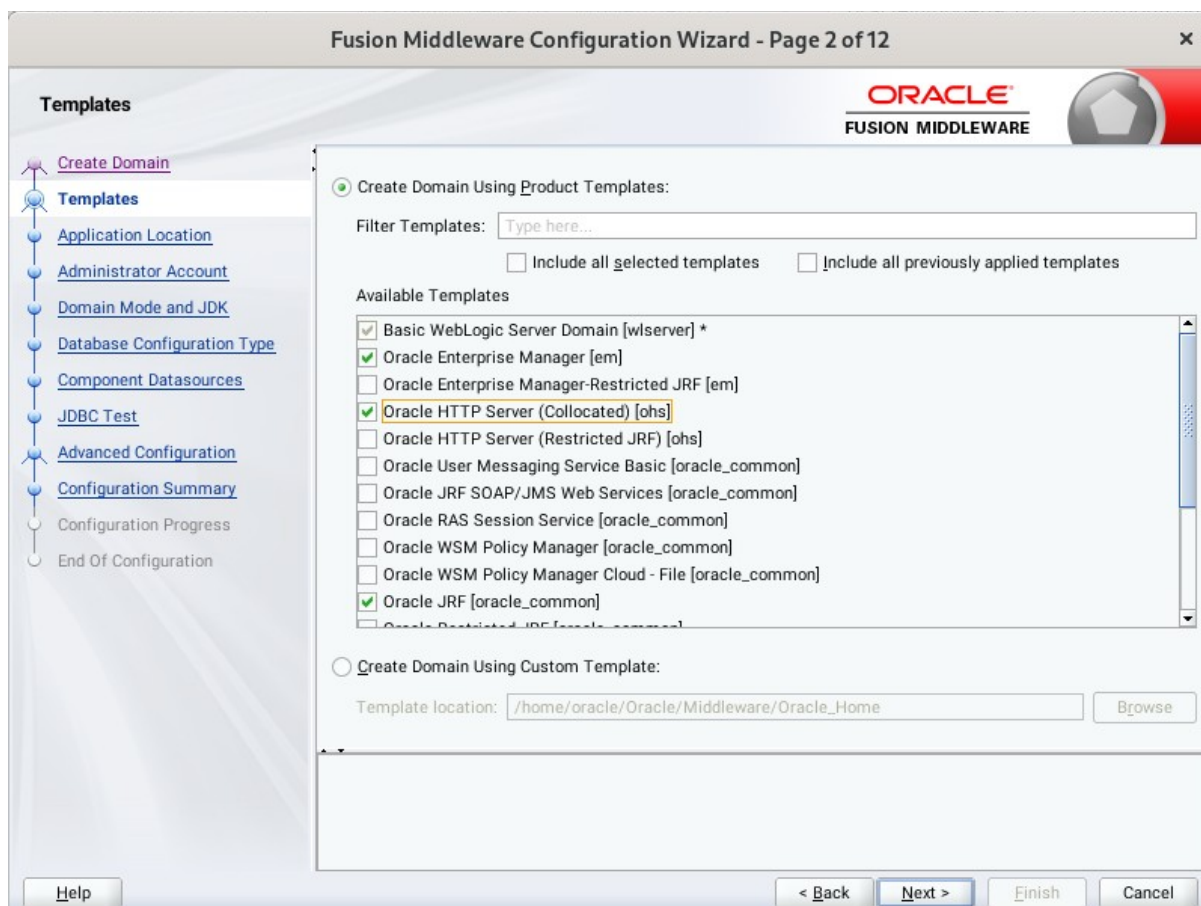 Fusion Middleware Configuration Wizard - Page 2 of 12
Templates
ORACLE
FUSION MIDDLEWARE
Create Domain
Templates
Application Location
Administrator Account
Domain Mode and JDK
Database Configuration Type
Component Datasources
JDBC Test
Advanced Configuration
Configuration Summary
Configuration Progress
End Of Configuration
Create Domain Using Product Templates:
Filter Templates: Type here...
Include all selected templates Include all previously applied templates
Available Templates
Basic WebLogic Server Domain [wlserver] *
Oracle Enterprise Manager [em]
Oracle Enterprise Manager-Restricted JRF [em]
Oracle HTTP Server (Collocated) [ohs]
Oracle HTTP Server (Restricted JRF) [ohs]
Oracle User Messaging Service Basic [oracle_common]
Oracle JRF SOAP/JMS Web Services [oracle_common]
Oracle RAS Session Service [oracle_common]
Oracle WSM Policy Manager [oracle_common]
Oracle WSM Policy Manager Cloud - File [oracle_common]
Oracle JRF [oracle_common]
Oracle Restricted JRF [oracle_common]
Create Domain Using Custom Template:
Template location: /home/oracle/Oracle/Middleware/Oracle_Home Browse
Help < Back Next > Finish Cancel